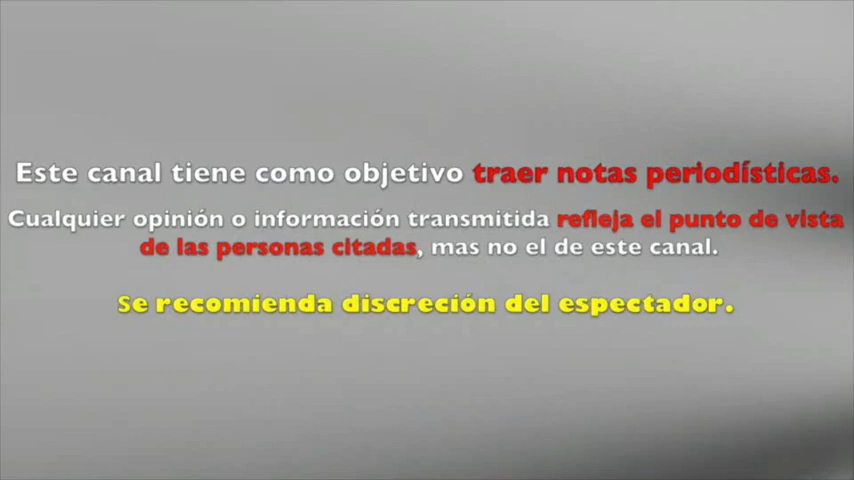 Este canal tiene como objetivo traer notas periodísticas.
Cualquier opinión o información transmitida refleja el punto de vista
de las personas citadas, mas no el de este canal.
Se recomienda discreción del espectador.